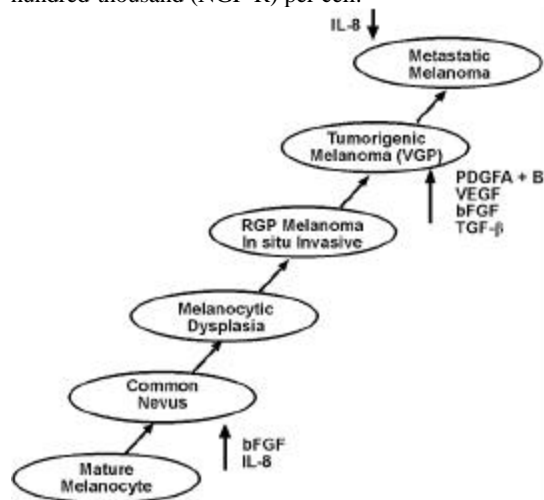 hundred-thousand (NGF-R) per cell.
IL-8
Metastatic
Melanoma
Tumorigenic
Melanoma (VGP)
PDGFA + B
VEGF
bFGF
TGF-β
RGP Melanoma
In situ Invasive
Melanocytic
Dysplasia
Common
Nevus
bFGF
IL-8
Mature
Melanocyte